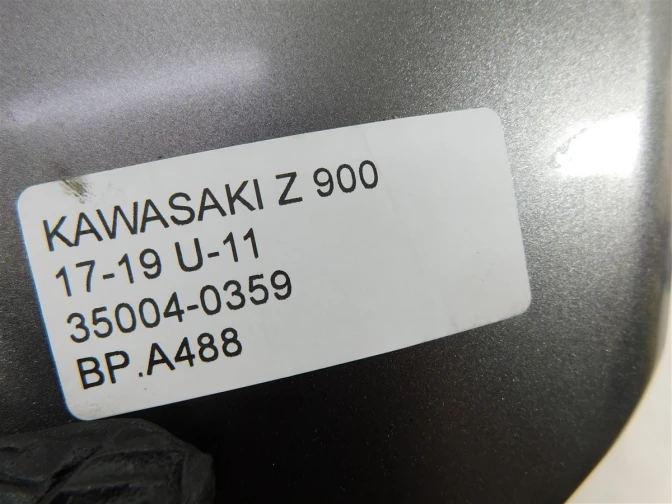 KAWASAKI Z 900
17-19 U-11
35004-0359
BP.A488